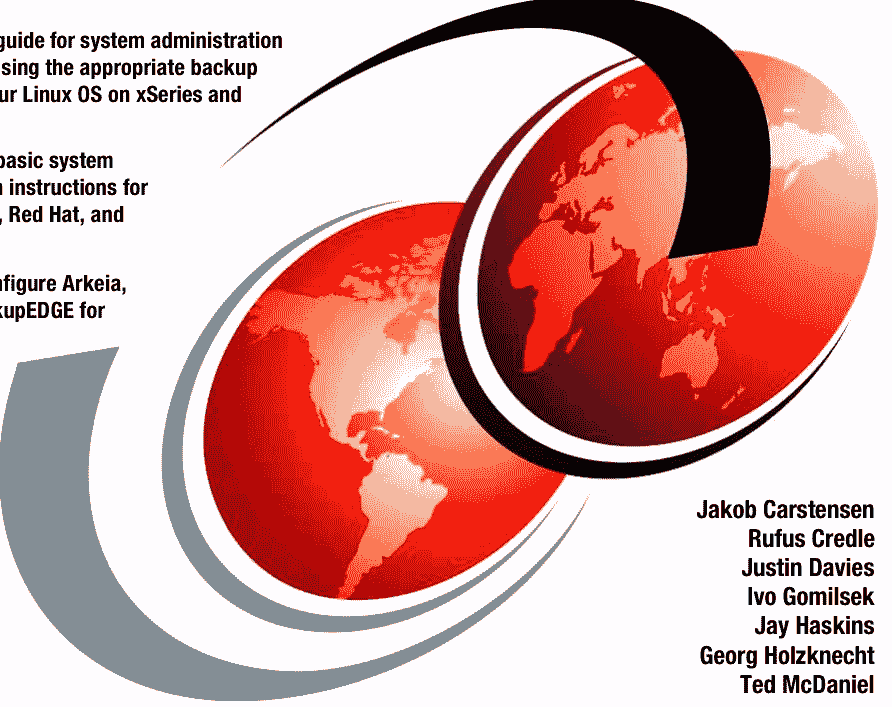 guide for system administration
sing the appropriate backup
ur Linux OS on xSeries and
basic system
instructions for
, Red Hat, and
figure Arkeia,
kupEDGE for
Jakob Carstensen
Rufus Credle
Justin Davies
Ivo Gomilsek
Jay Haskins
Georg Holzknecht
Ted McDaniel